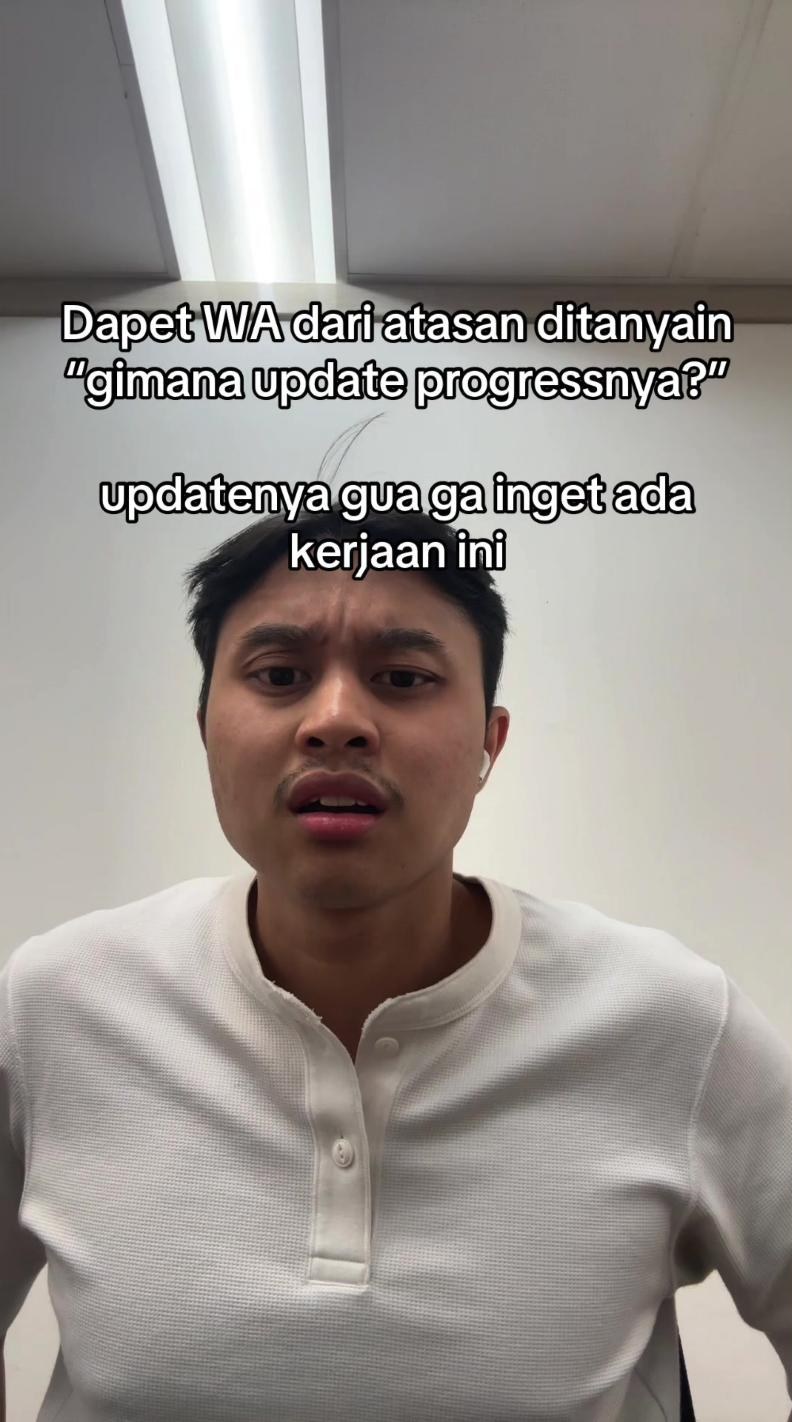 Dapet WA dari atasan ditanyain
"gimana update progressnya?"
updatenya gua ga inget ada
kerjaan ini